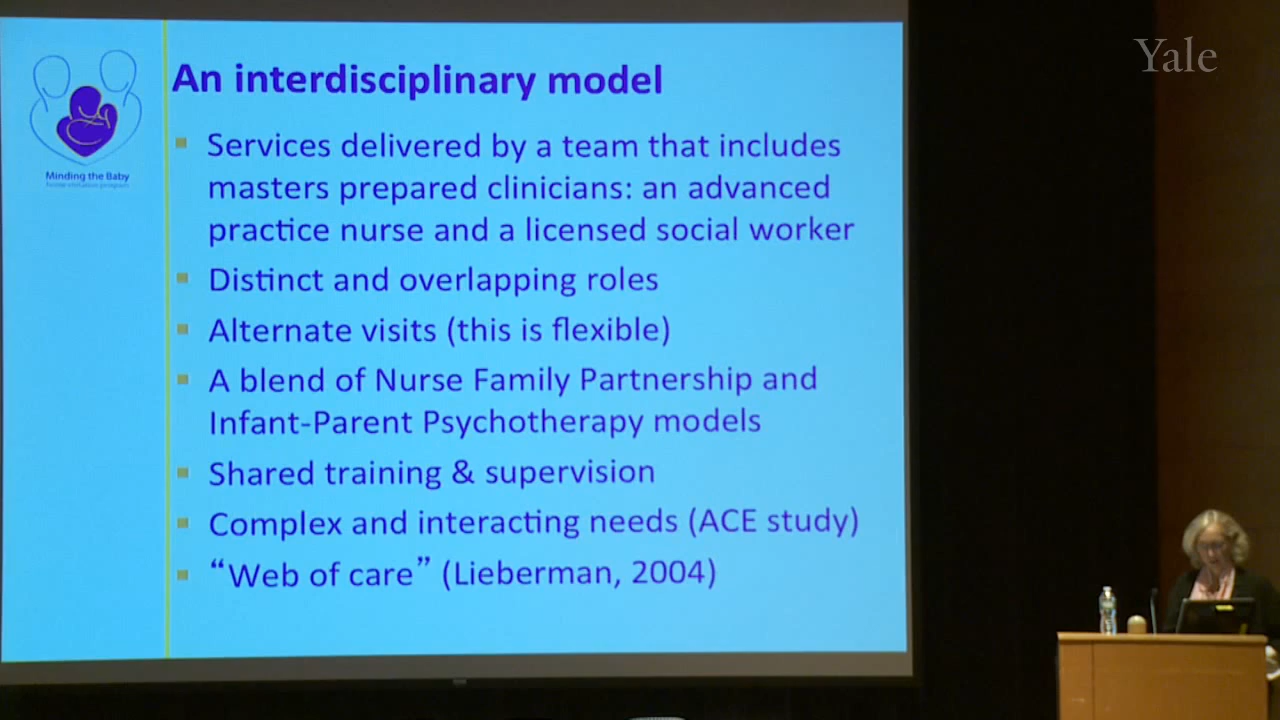 Yale
An interdisciplinary model
Services delivered by a team that includes
masters prepared clinicians: an advanced
practice nurse and a licensed social worker
Distinct and overlapping roles
Alternate visits (this is flexible)
A blend of Nurse Family Partnership and
Infant-Parent Psychotherapy models
Shared training & supervision
Complex and interacting needs (ACE study)
“Web of care” (Lieberman, 2004)
Minding the Baby
home visitation program